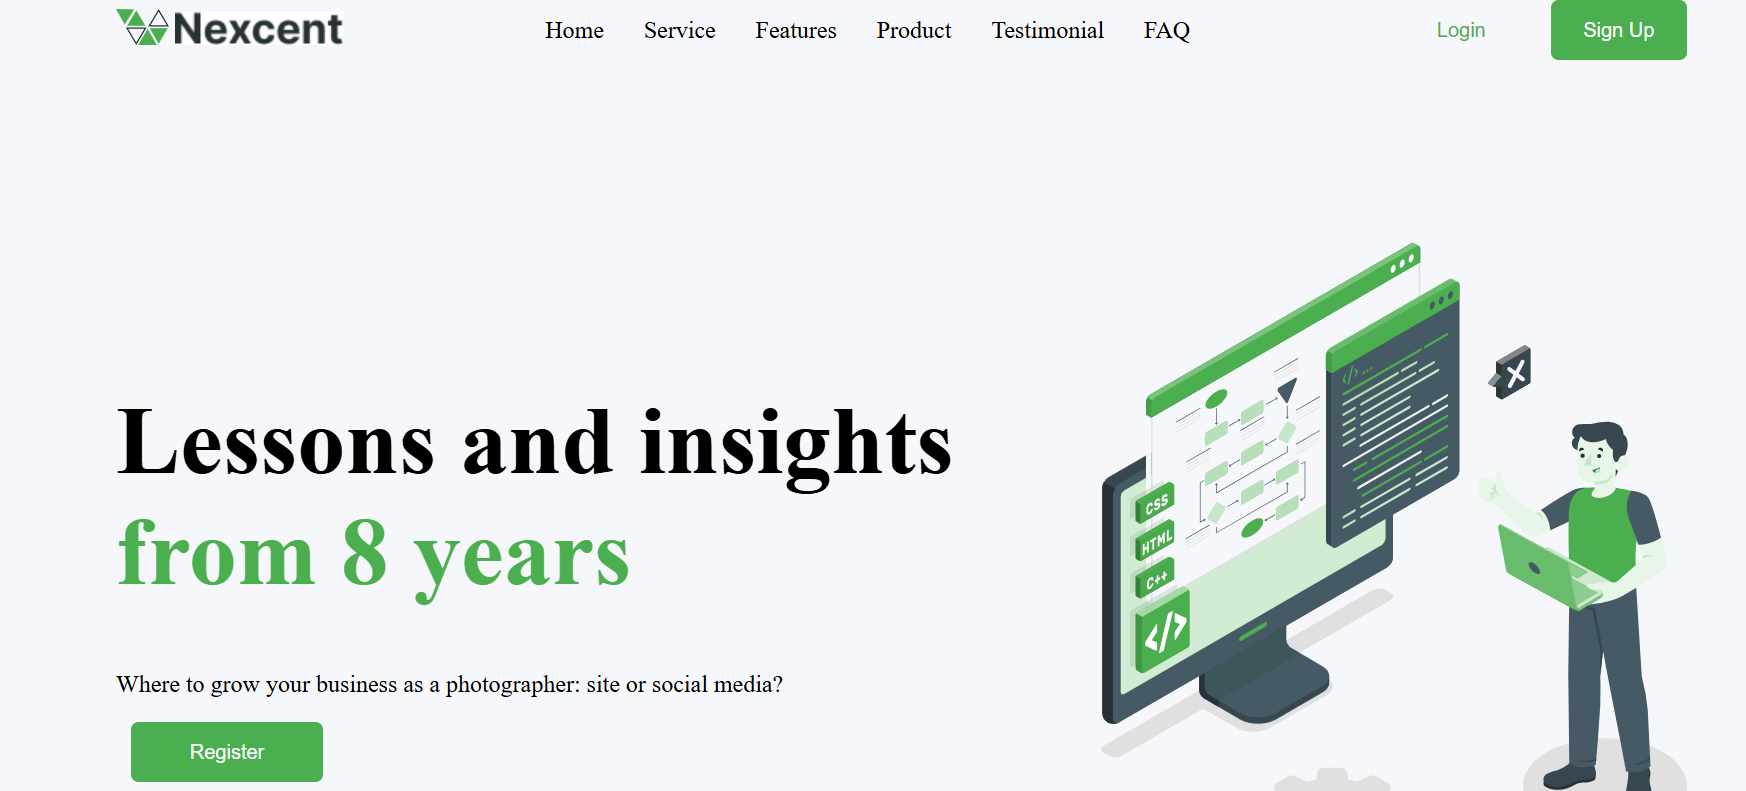 Nexcent
Home Service Features Product Testimonial FAQ
Login
Sign Up
Lessons and insights
from 8 years
Where to grow your business as a photographer: site or social media?
Register
CSS
HTML
C++
</>
</> ...